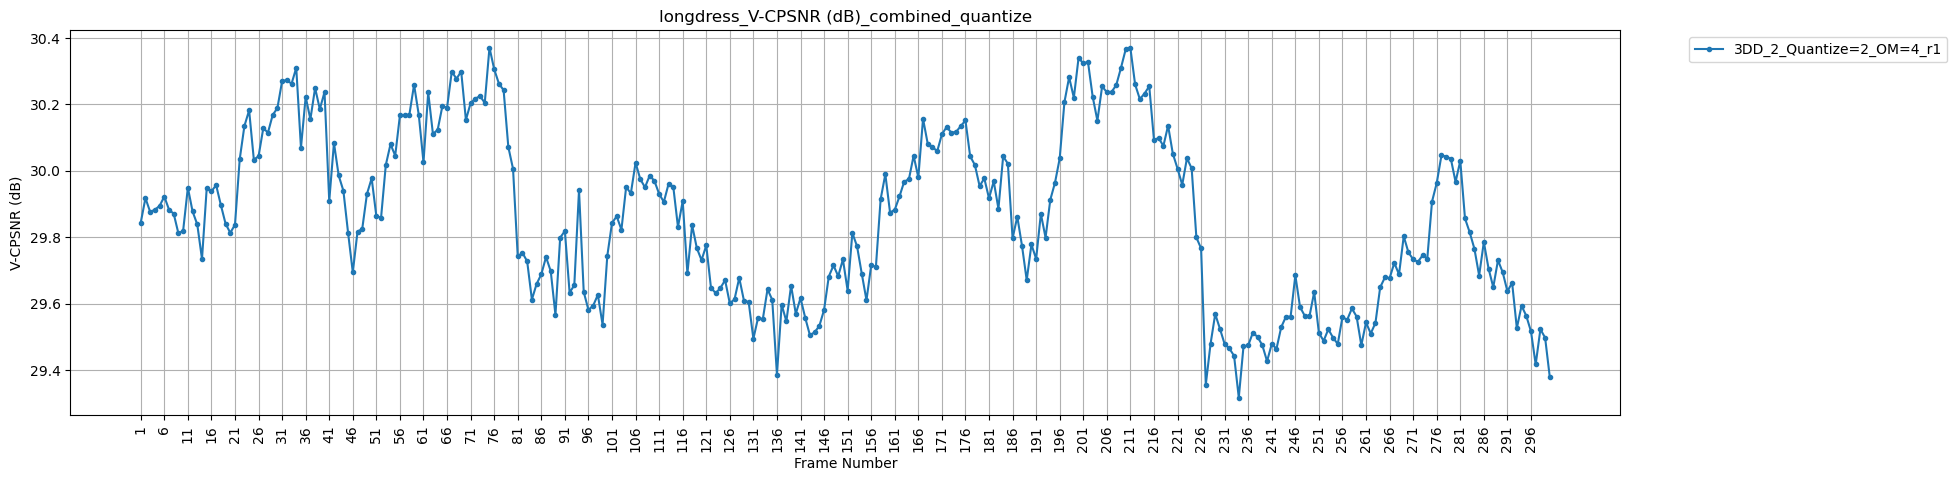 longdress_V-CPSNR (dB)_combined_quantize
3DD_2_Quantize=2_OM=4_r1
V-CPSNR (dB)
30.4
30.2
30.0
29.8
29.6
29.4
1 6 11 16 21 26 31 36 41 46 51 56 61 66 71 76 81 86 91 96 101 106 111 116 121 126 131 136 141 146 151 156 161 166 171 176 181 186 191 196 201 206 211 216 221 226 231 236 241 246 251 256 261 266 271 276 281 286 291 296
Frame Number